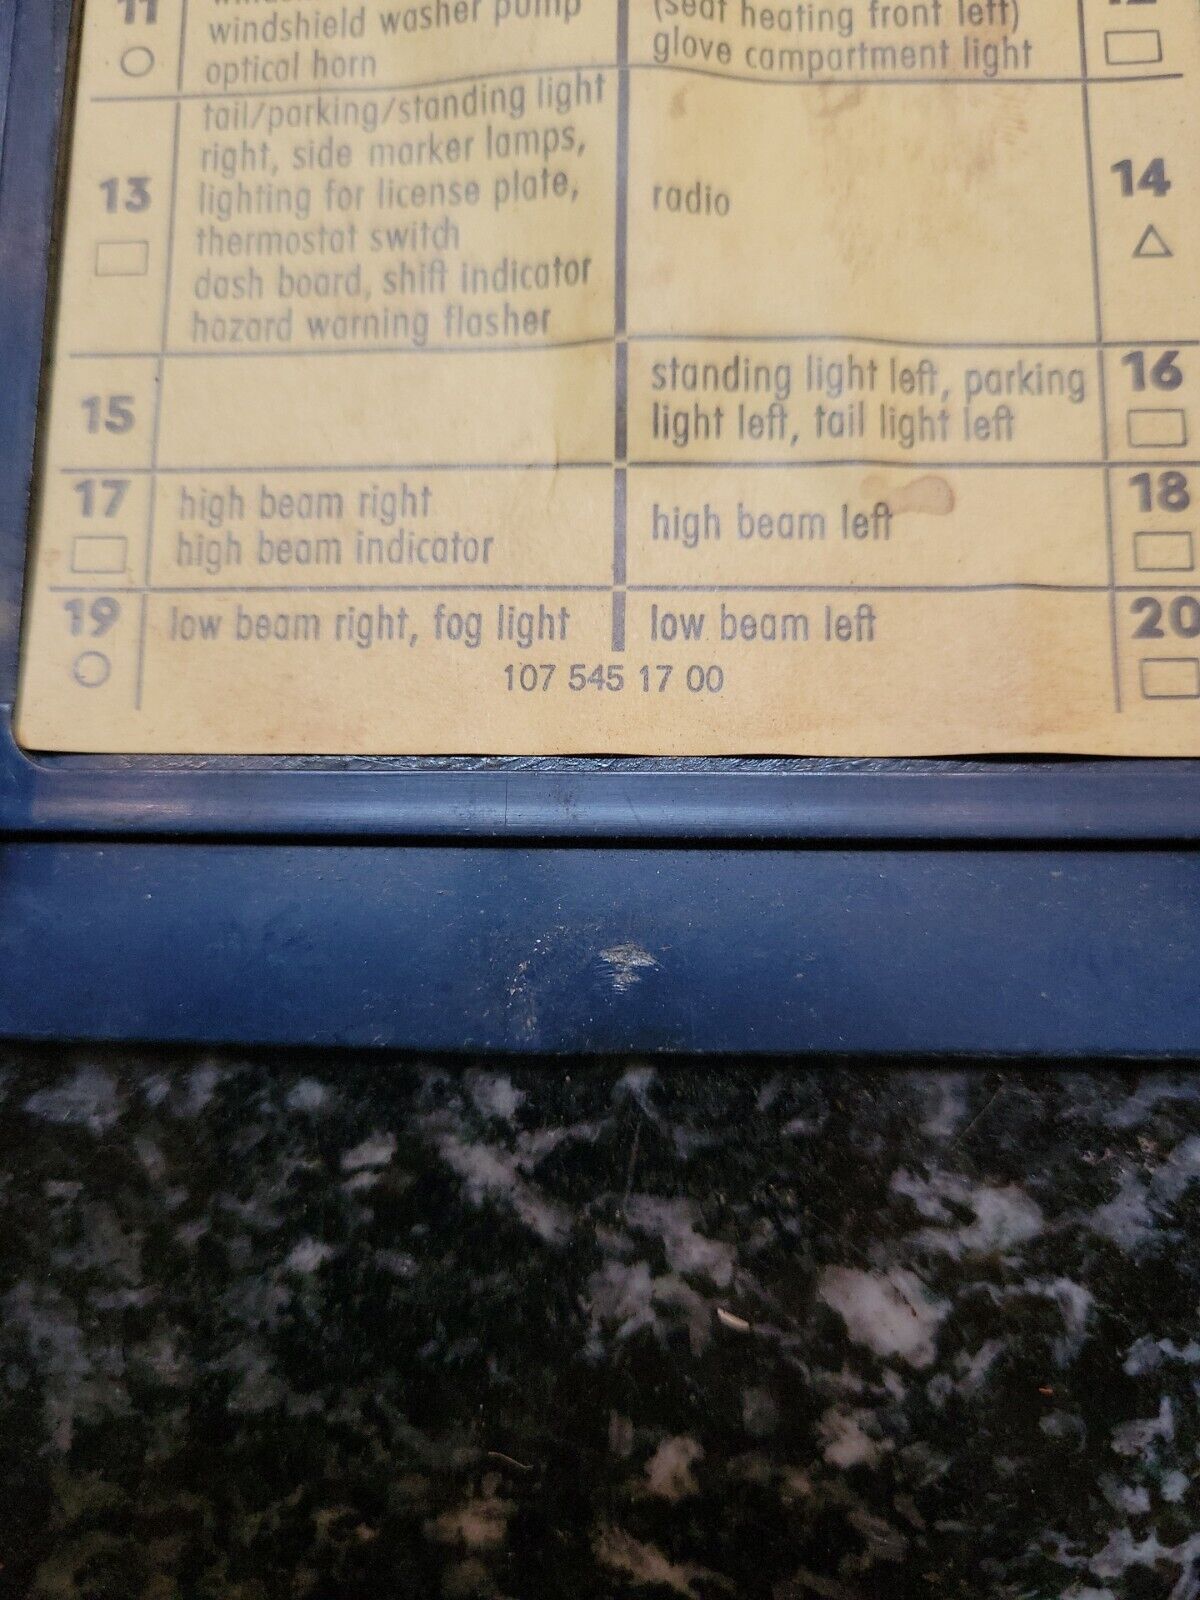 11
windshield washer pump
optical horn
(seat heating front left)
glove campartment light
13
tail/parking/standing light
right, side marker lamps,
lighting for license plate,
thermostat switch
dash board, shift indicator
hazard warning flasher
radio
14
15
standing light left, parking
light left, tail light left
16
17
high beam right
high beam indicator
high beam left
18
19
low beam right, fog light
low beam left
20
107 545 17 00